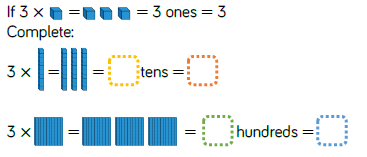 If 3 × = = 3 ones = 3
Complete:
3 × = = tens =
3 × = = hundreds =